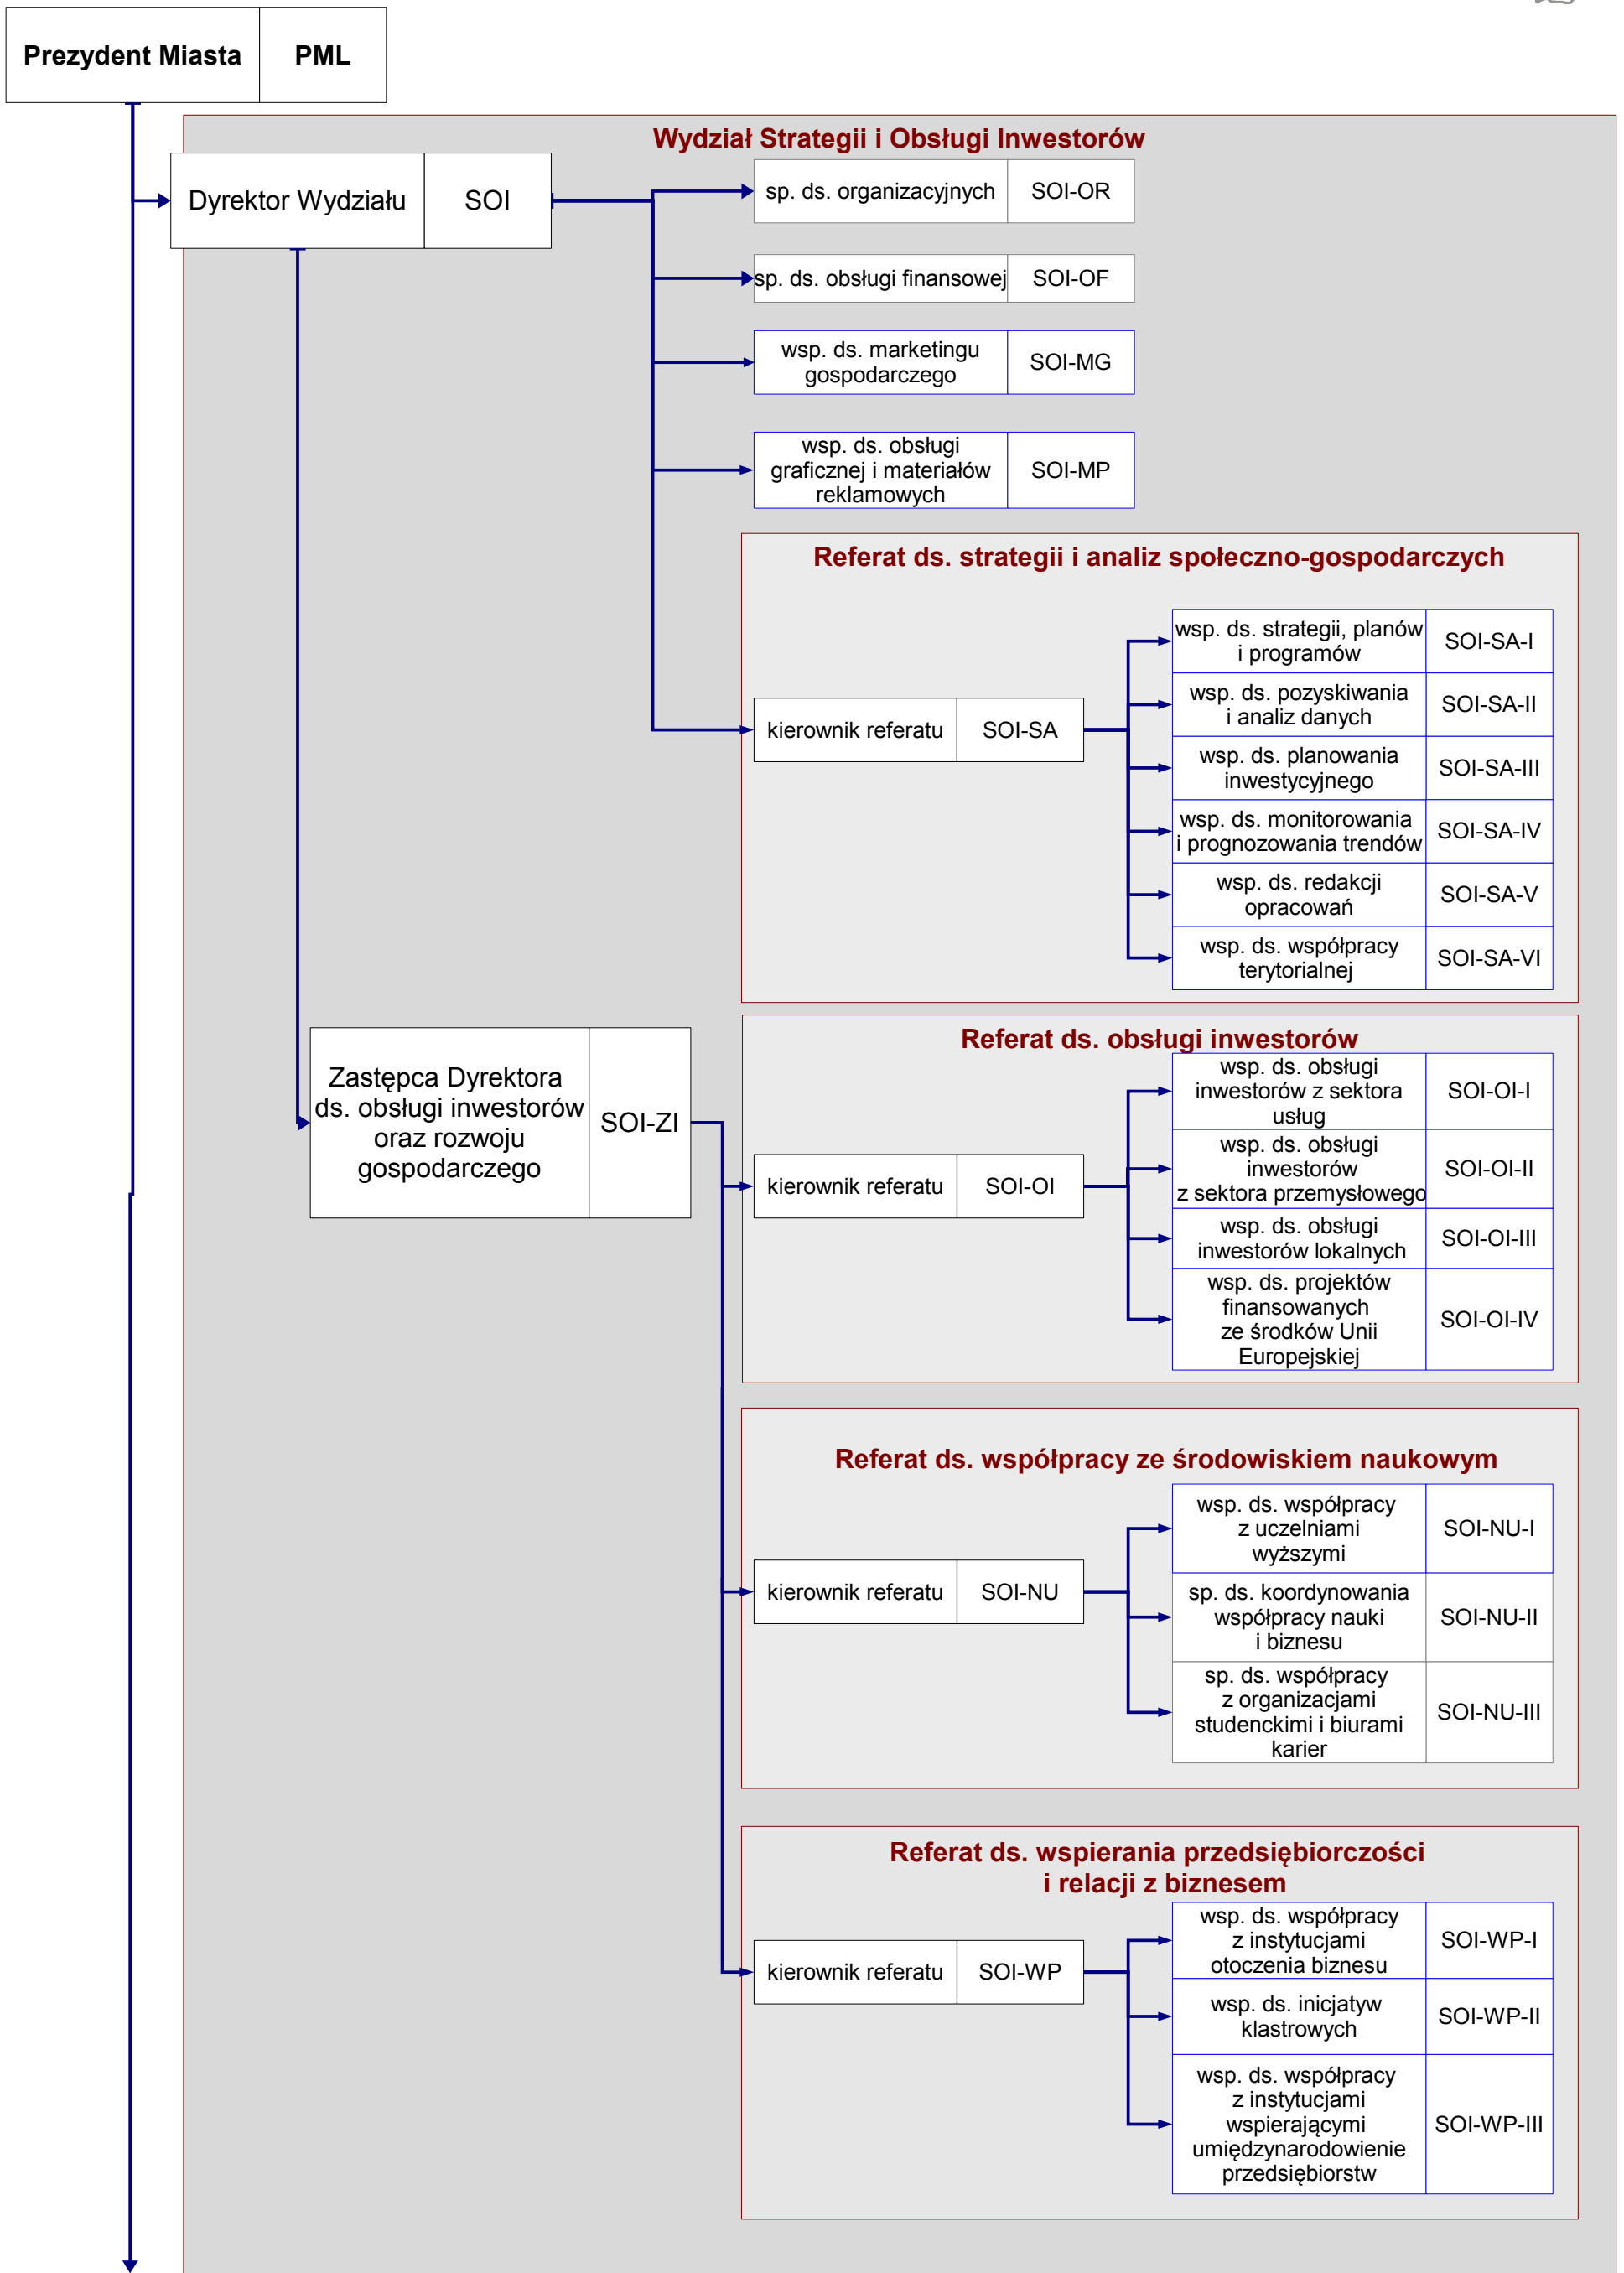 Prezydent Miasta PML
Wydział Strategii i Obsługi Inwestorów
Dyrektor Wydziału SOI
sp. ds. organizacyjnych SOI-OR
sp. ds. obsługi finansowej SOI-OF
wsp. ds. marketingu
gospodarczego
SOI-MG
wsp. ds. obsługi
graficznej i materiałów
reklamowych
SOI-MP
Referat ds. strategii i analiz społeczno-gospodarczych
kierownik referatu SOI-SA
wsp. ds. strategii, planów
i programów
SOI-SA-I
wsp. ds. pozyskiwania
i analiz danych
SOI-SA-II
wsp. ds. planowania
inwestycyjnego
SOI-SA-III
wsp. ds. monitorowania
i prognozowania trendów
SOI-SA-IV
wsp. ds. redakcji
opracowań
SOI-SA-V
wsp. ds. współpracy
terytorialnej
SOI-SA-VI
Zastępca Dyrektora
ds. obsługi inwestorów
oraz rozwoju
gospodarczego
SOI-ZI
Referat ds. obsługi inwestorów
kierownik referatu SOI-OI
wsp. ds. obsługi
inwestorów z sektora
usług
SOI-OI-I
wsp. ds. obsługi
inwestorów
z sektora przemysłowego
SOI-OI-II
wsp. ds. obsługi
inwestorów lokalnych
SOI-OI-III
wsp. ds. projektów
finansowanych
ze środków Unii
Europejskiej
SOI-OI-IV
Referat ds. współpracy ze środowiskiem naukowym
kierownik referatu SOI-NU
wsp. ds. współpracy
z uczelniami
wyższymi
SOI-NU-I
sp. ds. koordynowania
współpracy nauki
i biznesu
SOI-NU-II
sp. ds. współpracy
z organizacjami
studenckimi i biurami
karier
SOI-NU-III
Referat ds. wspierania przedsiębiorczości
i relacji z biznesem
kierownik referatu SOI-WP
wsp. ds. współpracy
z instytucjami
otoczenia biznesu
SOI-WP-I
wsp. ds. inicjatyw
klastrowych
SOI-WP-II
wsp. ds. współpracy
z instytucjami
wspierającymi
umiędzynarodowienie
przedsiębiorstw
SOI-WP-III